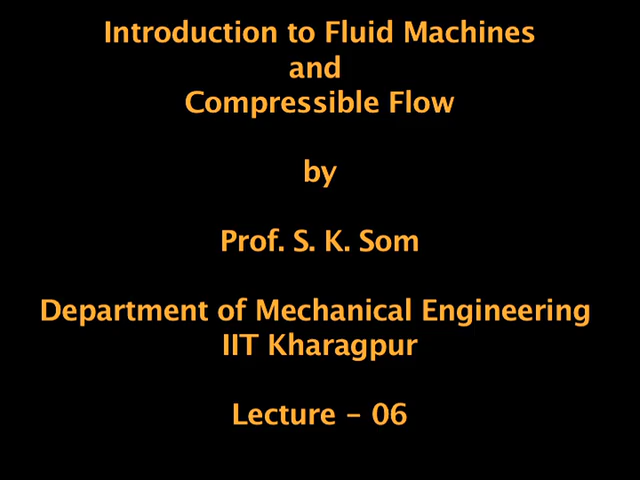 Introduction to Fluid Machines
and
Compressible Flow
by
Prof. S. K. Som
Department of Mechanical Engineering
IIT Kharagpur
Lecture – 06